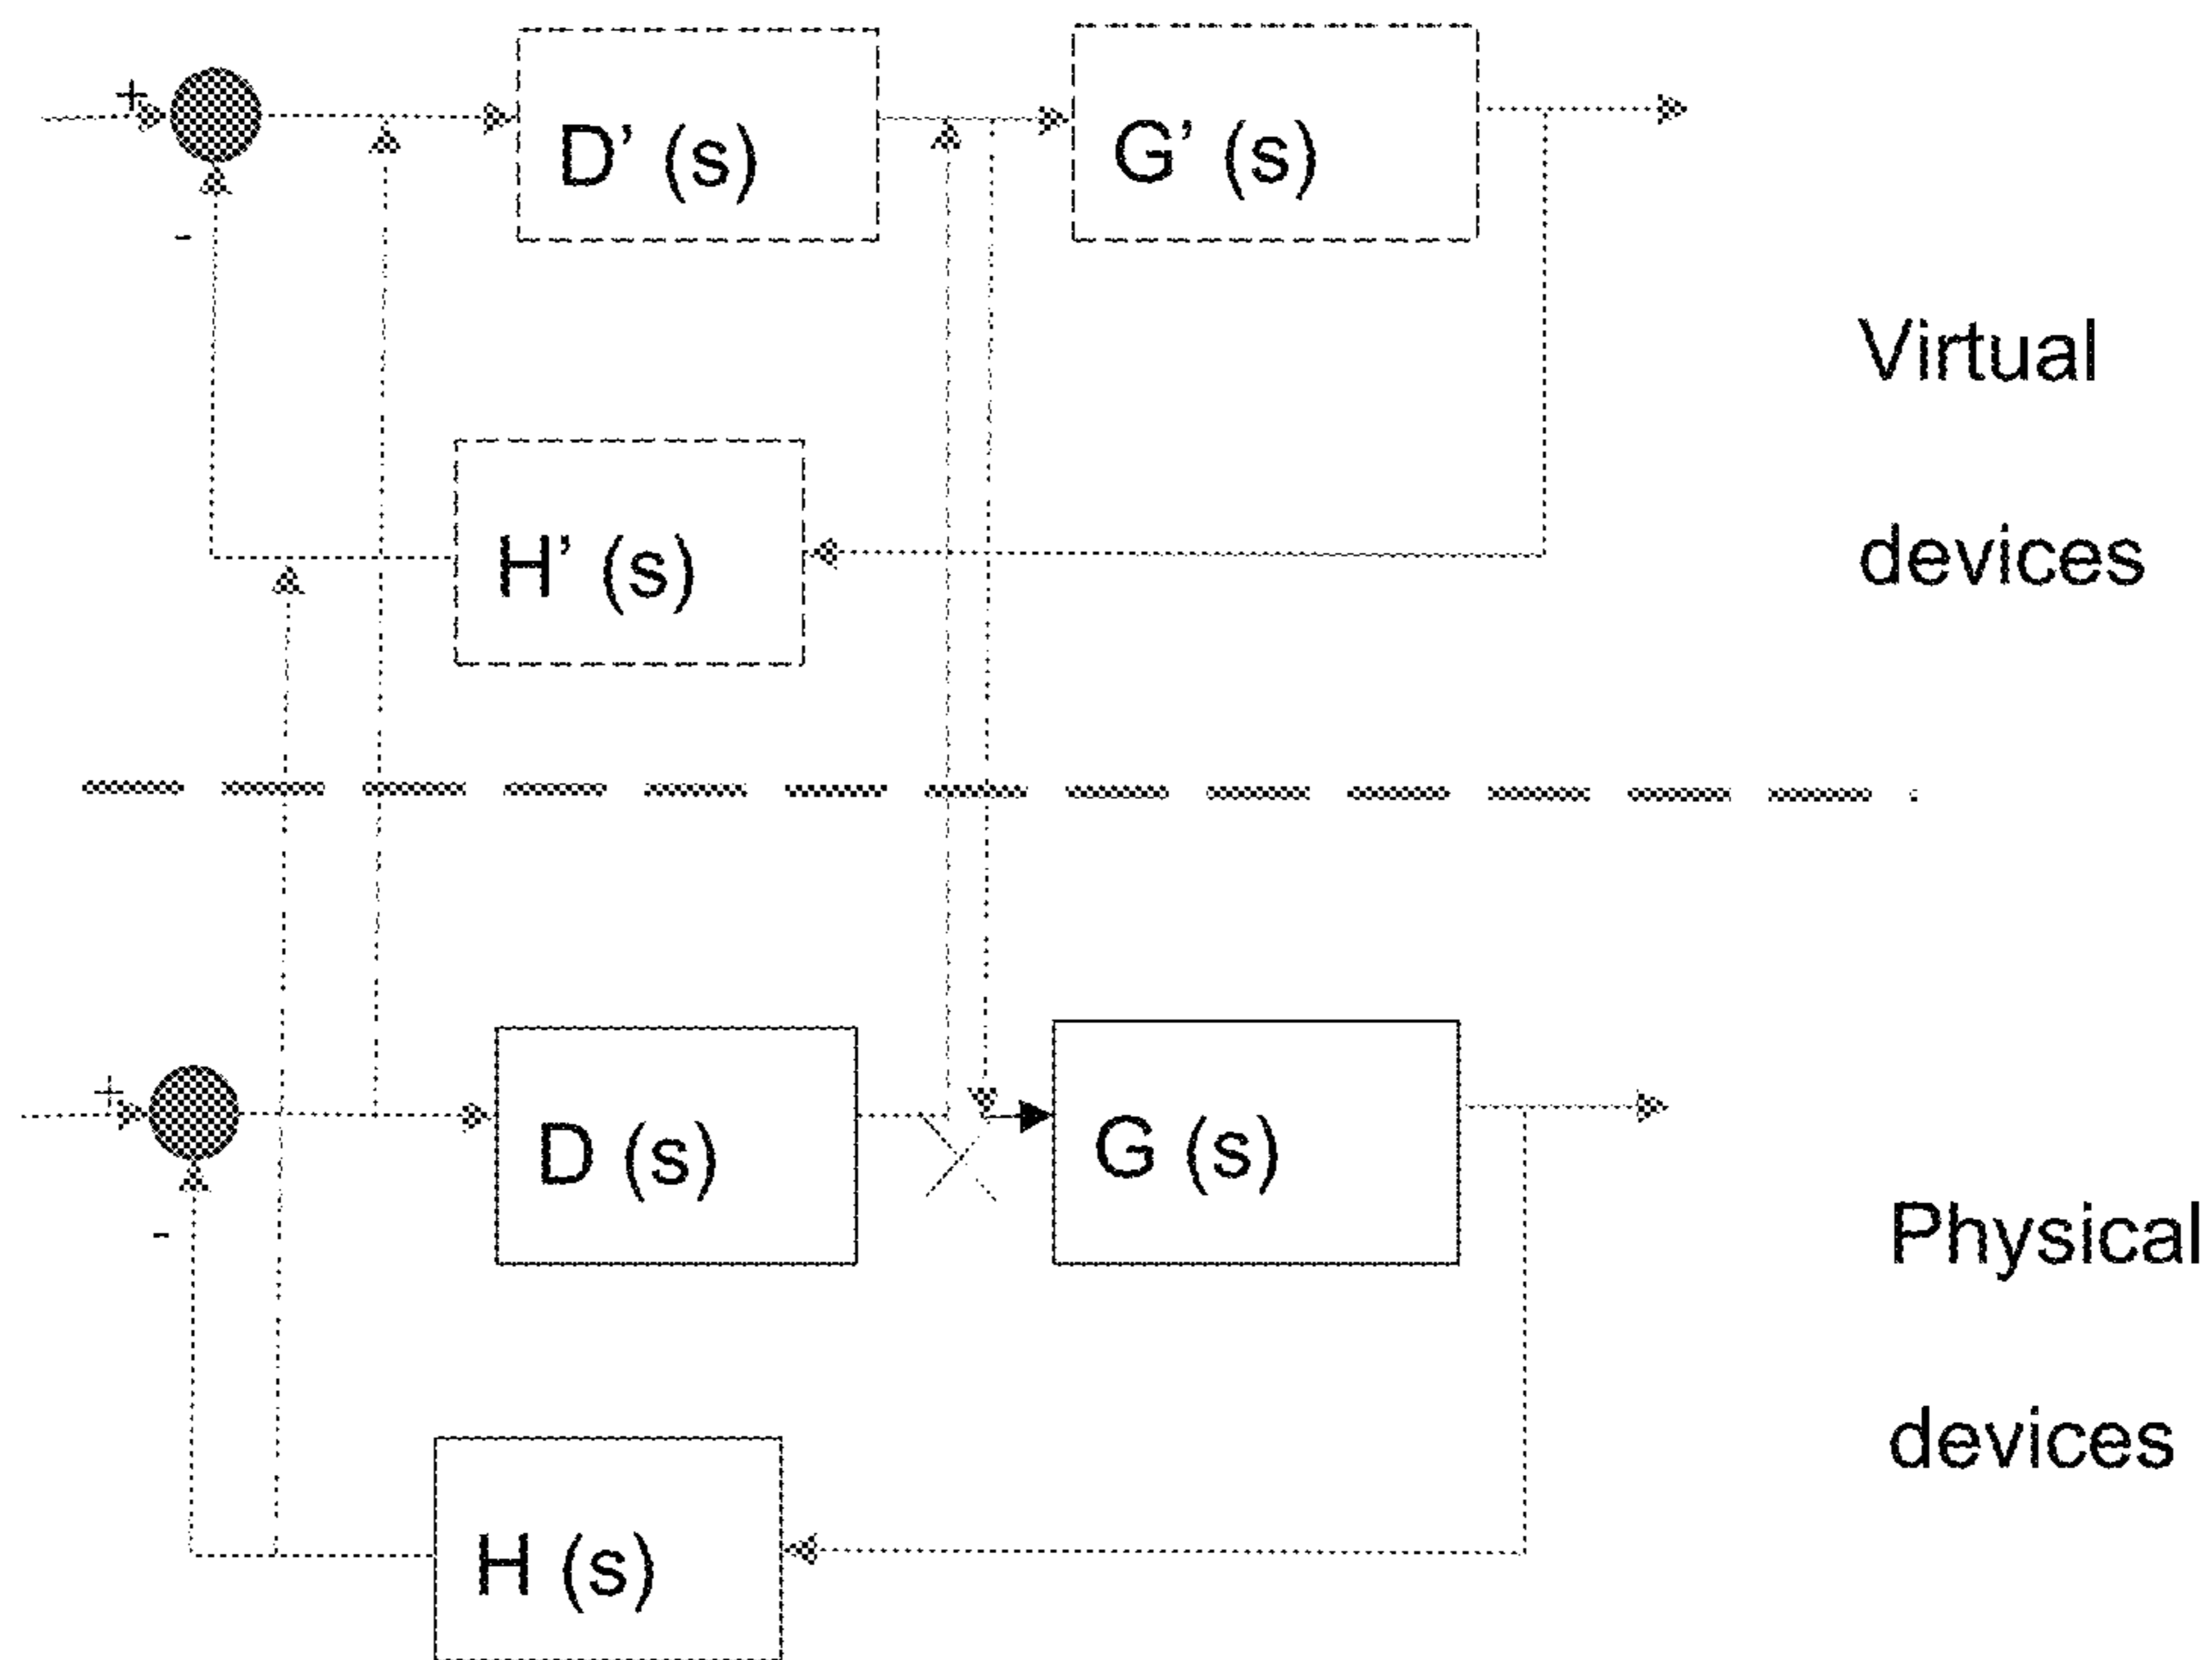 +
D’ (s)
G’ (s)
-
Virtual
H’ (s)
devices
+
D (s)
G (s)
-
Physical
devices
H (s)